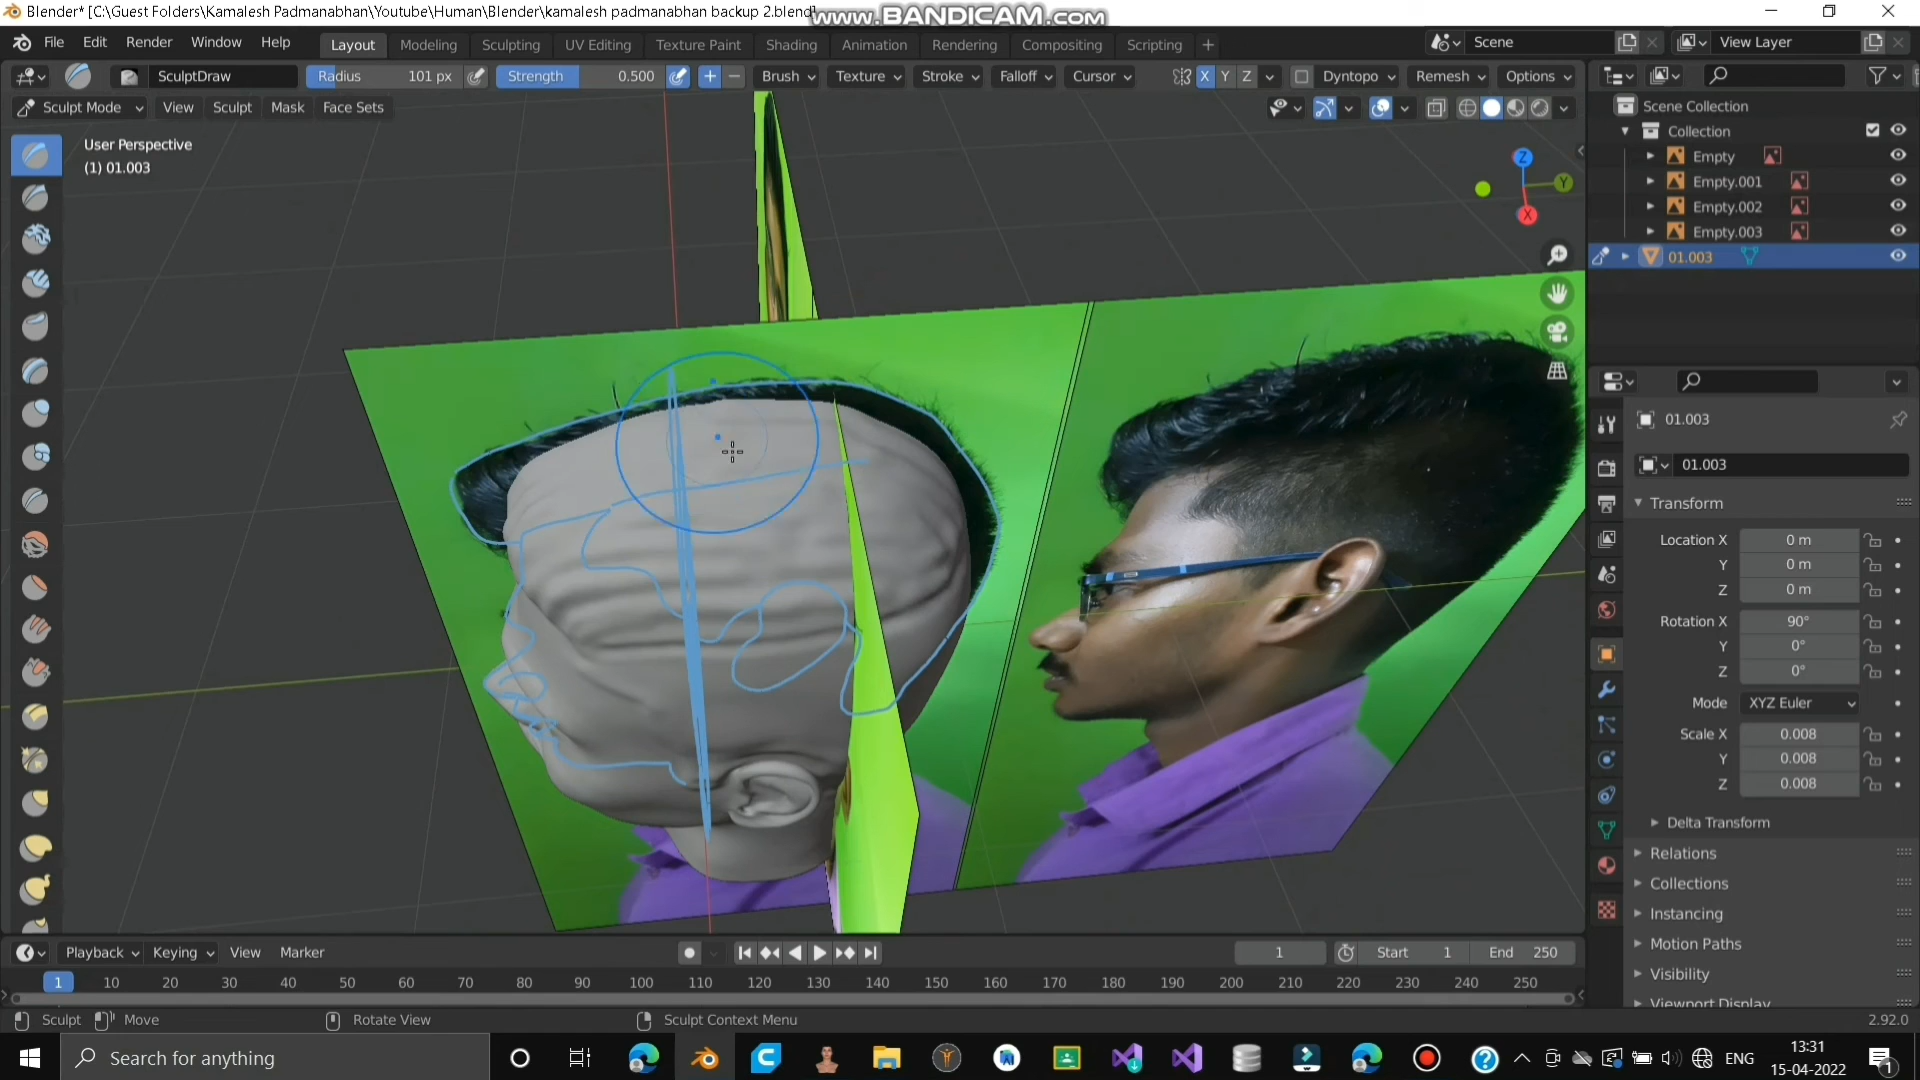 Blender* [C:\Guest Folders\Kamalesh Padmanabhan\Youtube\Human\Blender\kamalesh padmanabhan backup 2.blend]
www.BANDICAM.com
File Edit Render Window Help
Layout Modeling Sculpting UV Editing Texture Paint Shading Animation Rendering Compositing Scripting +
Scene
View Layer
SculptDraw
Radius 101 px
Strength 0.500
Brush Texture Stroke Falloff Cursor
X Y Z
Dyntopo Remesh Options
Sculpt Mode View Sculpt Mask Face Sets
User Perspective
(1) 01.003
Z
Y
X
Scene Collection
Collection
Empty
Empty.001
Empty.002
Empty.003
01.003
01.003
01.003
Transform
Location X 0 m
Y 0 m
Z 0 m
Rotation X 90°
Y 0°
Z 0°
Mode XYZ Euler
Scale X 0.008
Y 0.008
Z 0.008
Delta Transform
Relations
Collections
Instancing
Motion Paths
Visibility
Viewport Display
Playback Keying View Marker
1
Start 1
End 250
1 10 20 30 40 50 60 70 80 90 100 110 120 130 140 150 160 170 180 190 200 210 220 230 240 250
Sculpt Move Rotate View Sculpt Context Menu 2.92.0
Search for anything
ENG
13:31
15-04-2022
1